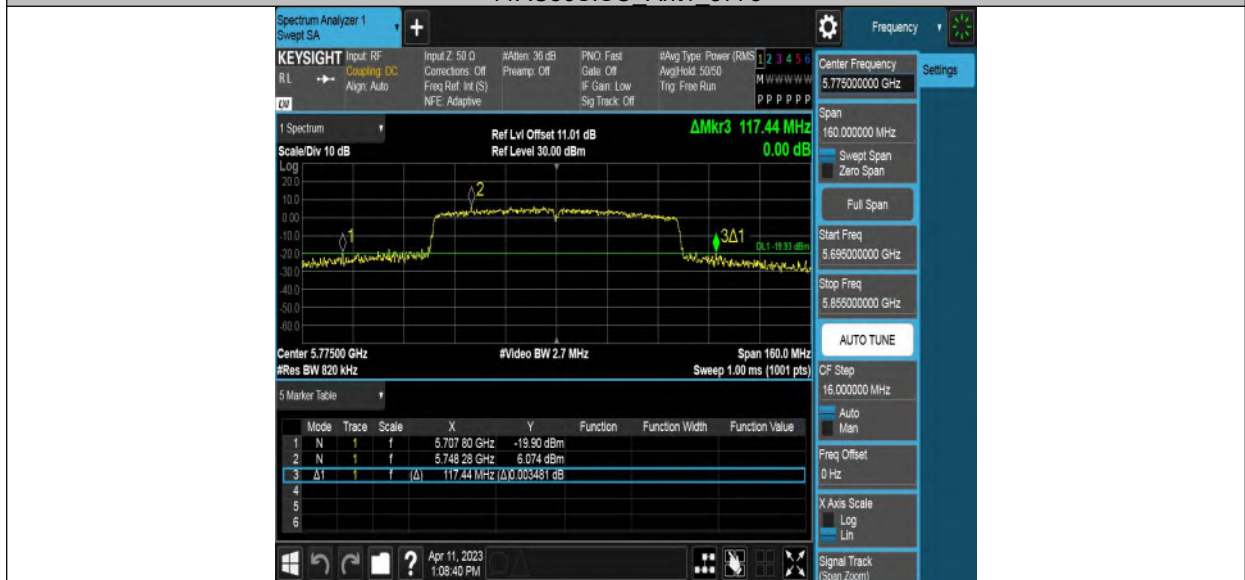 Spectrum Analyzer 1
Swept SA
+
Frequency
KEYSIGHT
RL
Input: RF
Coupling: DC
Align: Auto
Input Z: 50 Ω
Corrections: Off
Freq Ref: Int (S)
NFE: Adaptive
#Atten: 36 dB
Preamp: Off
PNO: Fast
Gate: Off
IF Gain: Low
Sig Track: Off
#Avg Type: Power (RMS
Avg|Hold: 50/50
Trig: Free Run
1 2 3 4 5 6
M W W W W W
P P P P P P
Center Frequency
5.775000000 GHz
Settings
Span
160.000000 MHz
Swept Span
Zero Span
Full Span
Start Freq
5.695000000 GHz
Stop Freq
5.855000000 GHz
AUTO TUNE
CF Step
16.000000 MHz
Auto
Man
Freq Offset
0 Hz
X Axis Scale
Log
Lin
Signal Track
(Span Zoom)
1 Spectrum
Scale/Div 10 dB
Ref Lvl Offset 11.01 dB
Ref Level 30.00 dBm
ΔMkr3 117.44 MHz
0.00 dB
Log
20.0
10.0
0.00
-10.0
-20.0
-30.0
-40.0
-50.0
-60.0
1
2
3Δ1
DL1 -19.93 dBm
Center 5.77500 GHz
#Video BW 2.7 MHz
Span 160.0 MHz
#Res BW 820 kHz
Sweep 1.00 ms (1001 pts)
5 Marker Table
Mode Trace Scale X Y Function Function Width Function Value
1 N 1 f 5.707 80 GHz -19.90 dBm
2 N 1 f 5.748 28 GHz 6.074 dBm
3 Δ1 1 f (Δ) 117.44 MHz (Δ)0.003481 dB
4
5
6
?
Apr 11, 2023
1:08:40 PM